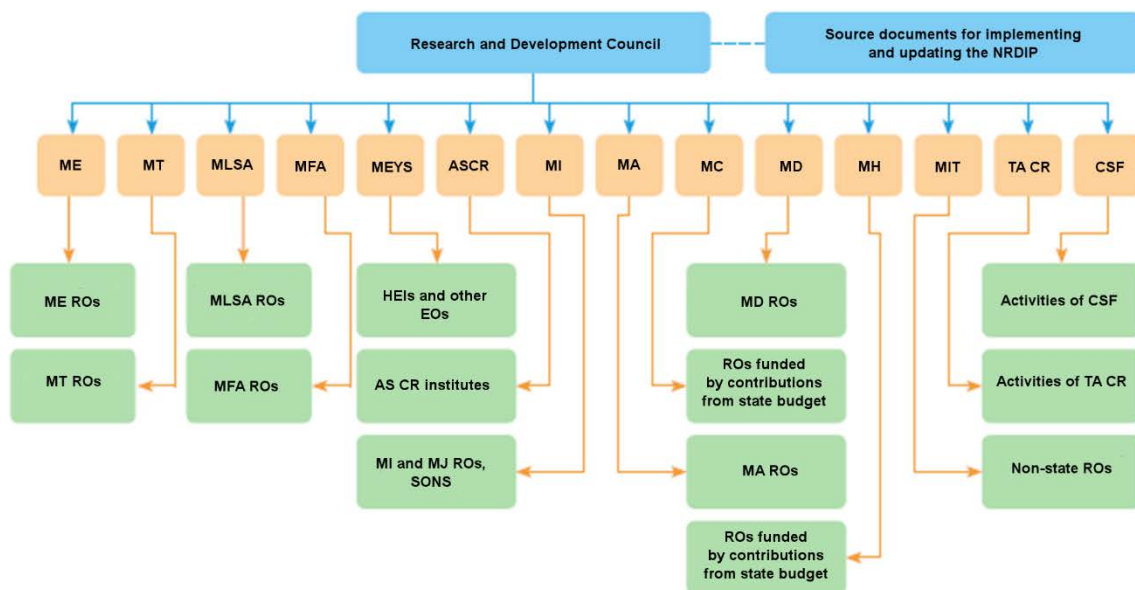 Research and Development Council
Source documents for implementing
and updating the NRDIP
ME
MT
MLSA
MFA
MEYS
ASCR
MI
MA
MC
MD
MH
MIT
TA CR
CSF
ME ROs
MLSA ROs
HEIs and other
EOs
MD ROs
Activities of CSF
MT ROs
MFA ROs
AS CR institutes
ROs funded
by contributions
from state budget
Activities of TA CR
MI and MJ ROs,
SONS
MA ROs
Non-state ROs
ROs funded
by contributions
from state budget